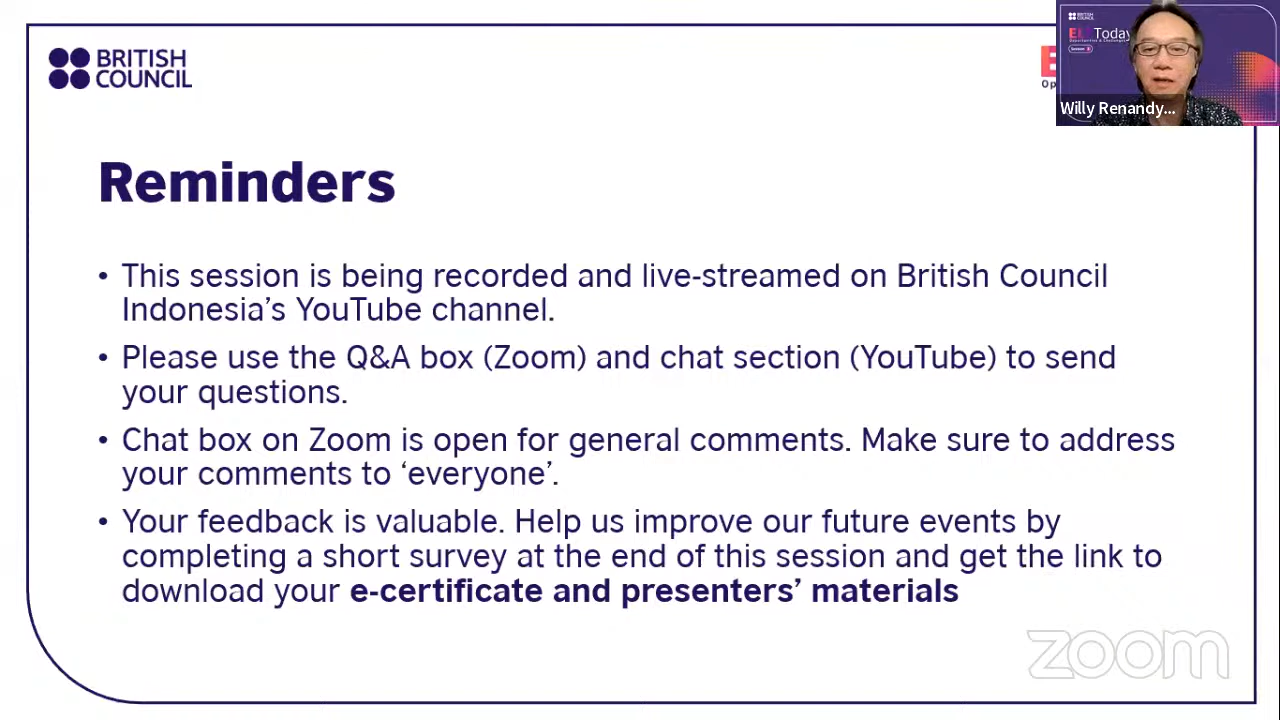 BRITISH
COUNCIL
Today
Willy Renandy...
Reminders
• This session is being recorded and live-streamed on British Council
Indonesia’s YouTube channel.
• Please use the Q&A box (Zoom) and chat section (YouTube) to send
your questions.
• Chat box on Zoom is open for general comments. Make sure to address
your comments to ‘everyone’.
• Your feedback is valuable. Help us improve our future events by
completing a short survey at the end of this session and get the link to
download your e-certificate and presenters’ materials
zoom